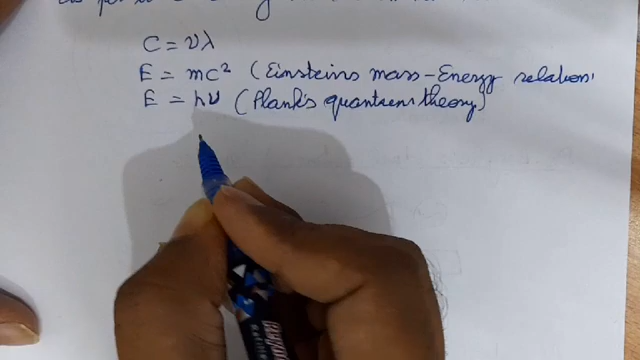 C = νλ
E = mc² (Einsteins mass-Energy relation
E = hν (Plank's quantum theory)